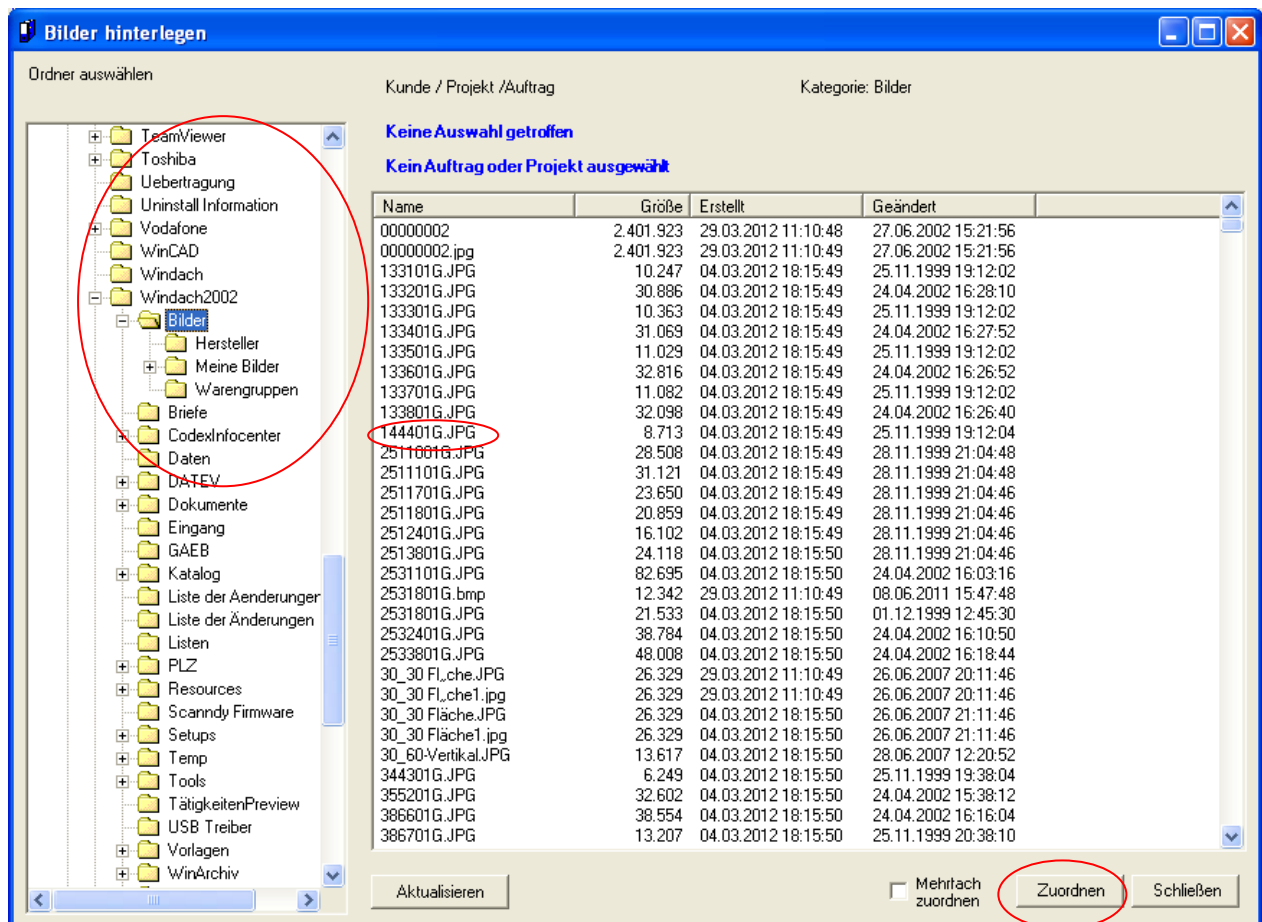 Bilder hinterlegen
Ordner auswählen
Kunde / Projekt /Auftrag
Kategorie: Bilder
Keine Auswahl getroffen
Kein Auftrag oder Projekt ausgewählt
TeamViewer
Toshiba
Uebertragung
Uninstall Information
Vodafone
WinCAD
Windach
Windach2002
Bilder
Hersteller
Meine Bilder
Warengruppen
Briefe
CodexInfocenter
Daten
DATEV
Dokumente
Eingang
GAEB
Katalog
Liste der Aenderungen
Liste der Änderungen
Listen
PLZ
Resources
Scanndy Firmware
Setups
Temp
Tools
TätigkeitenPreview
USB Treiber
Vorlagen
WinArchiv
Name Größe Erstellt Geändert
00000002 2.401.923 29.03.2012 11:10:48 27.06.2002 15:21:56
00000002.jpg 2.401.923 29.03.2012 11:10:49 27.06.2002 15:21:56
133101G.JPG 10.247 04.03.2012 18:15:49 25.11.1999 19:12:02
133201G.JPG 30.886 04.03.2012 18:15:49 24.04.2002 16:28:10
133301G.JPG 10.363 04.03.2012 18:15:49 25.11.1999 19:12:02
133401G.JPG 31.069 04.03.2012 18:15:49 24.04.2002 16:27:52
133501G.JPG 11.029 04.03.2012 18:15:49 25.11.1999 19:12:02
133601G.JPG 32.816 04.03.2012 18:15:49 24.04.2002 16:26:52
133701G.JPG 11.082 04.03.2012 18:15:49 25.11.1999 19:12:02
133801G.JPG 32.098 04.03.2012 18:15:49 24.04.2002 16:26:40
144401G.JPG 8.713 04.03.2012 18:15:49 25.11.1999 19:12:04
2511001G.JPG 28.508 04.03.2012 18:15:49 28.11.1999 21:04:48
2511101G.JPG 31.121 04.03.2012 18:15:49 28.11.1999 21:04:48
2511701G.JPG 23.650 04.03.2012 18:15:49 28.11.1999 21:04:46
2511801G.JPG 20.859 04.03.2012 18:15:49 28.11.1999 21:04:46
2512401G.JPG 16.102 04.03.2012 18:15:49 28.11.1999 21:04:46
2513801G.JPG 24.118 04.03.2012 18:15:50 28.11.1999 21:04:46
2531101G.JPG 82.695 04.03.2012 18:15:50 24.04.2002 16:03:16
2531801G.bmp 12.342 29.03.2012 11:10:49 08.06.2011 15:47:48
2531801G.JPG 21.533 04.03.2012 18:15:50 01.12.1999 12:45:30
2532401G.JPG 38.784 04.03.2012 18:15:50 24.04.2002 16:10:50
2533801G.JPG 48.008 04.03.2012 18:15:50 24.04.2002 16:18:44
30_30 Fl„che.JPG 26.329 29.03.2012 11:10:49 26.06.2007 20:11:46
30_30 Fl„che1.jpg 26.329 29.03.2012 11:10:49 26.06.2007 20:11:46
30_30 Fläche.JPG 26.329 04.03.2012 18:15:50 26.06.2007 21:11:46
30_30 Fläche1.jpg 26.329 04.03.2012 18:15:50 26.06.2007 21:11:46
30_60-Vertikal.JPG 13.617 04.03.2012 18:15:50 28.06.2007 12:20:52
344301G.JPG 6.249 04.03.2012 18:15:50 25.11.1999 19:38:04
355201G.JPG 32.602 04.03.2012 18:15:50 24.04.2002 15:38:12
386601G.JPG 38.554 04.03.2012 18:15:50 24.04.2002 16:16:04
386701G.JPG 13.207 04.03.2012 18:15:50 25.11.1999 20:38:10
Aktualisieren
Mehrfach
zuordnen
Zuordnen
Schließen